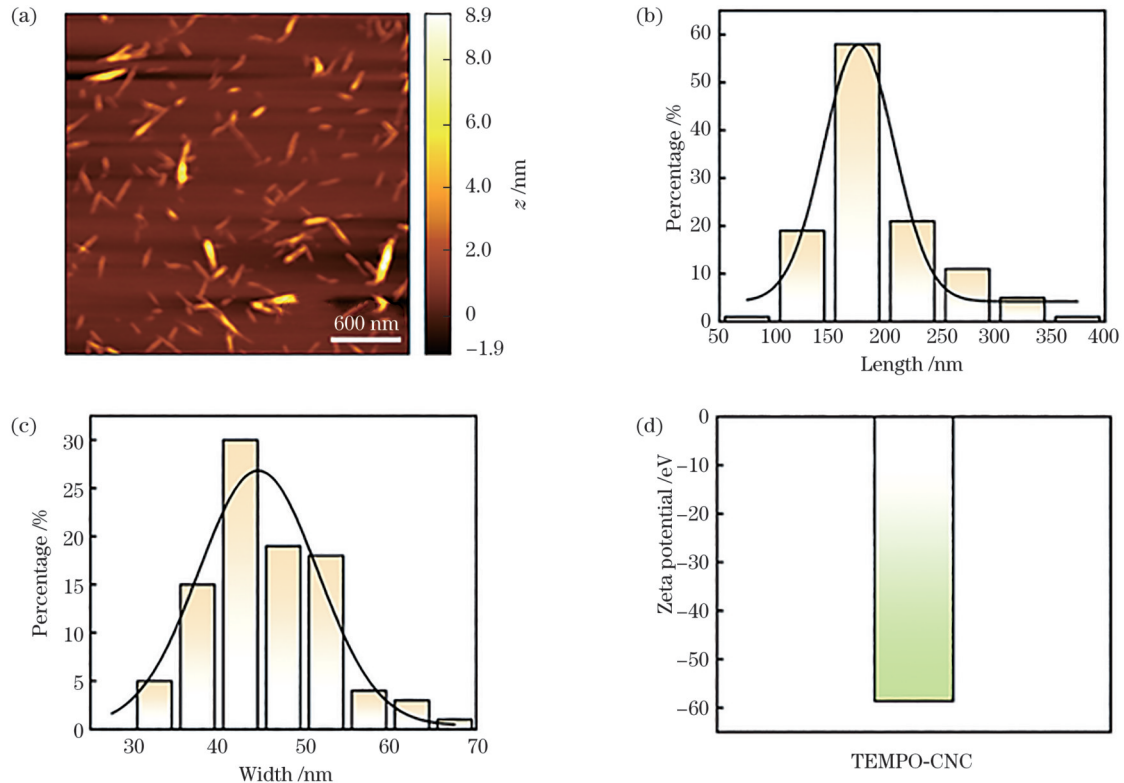 (a)
8.9
8.0
6.0
4.0
2.0
0
−1.9
z /nm
600 nm
(b)
60
50
40
30
20
10
0
Percentage /%
50 100 150 200 250 300 350 400
Length /nm
(c)
30
25
20
15
10
5
0
Percentage /%
30 40 50 60 70
Width /nm
(d)
0
−10
−20
−30
−40
−50
−60
Zeta potential /eV
TEMPO-CNC